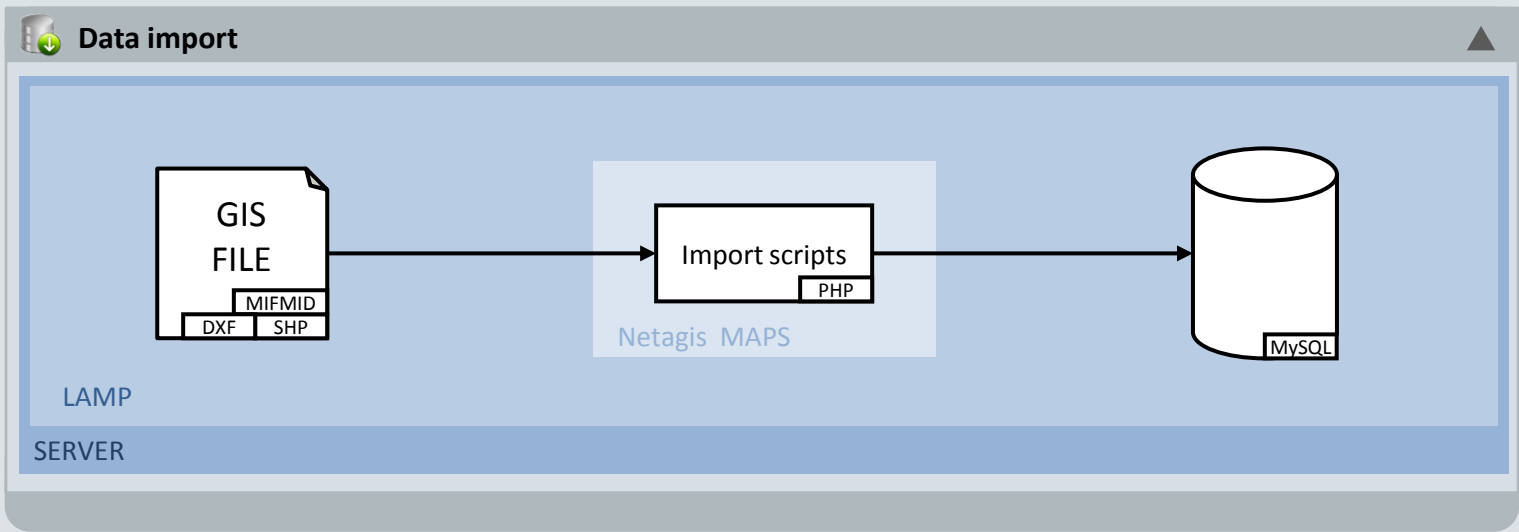 Data import
GIS
FILE
MIFMID
DXF SHP
Import scripts
PHP
Netagis MAPS
MySQL
LAMP
SERVER